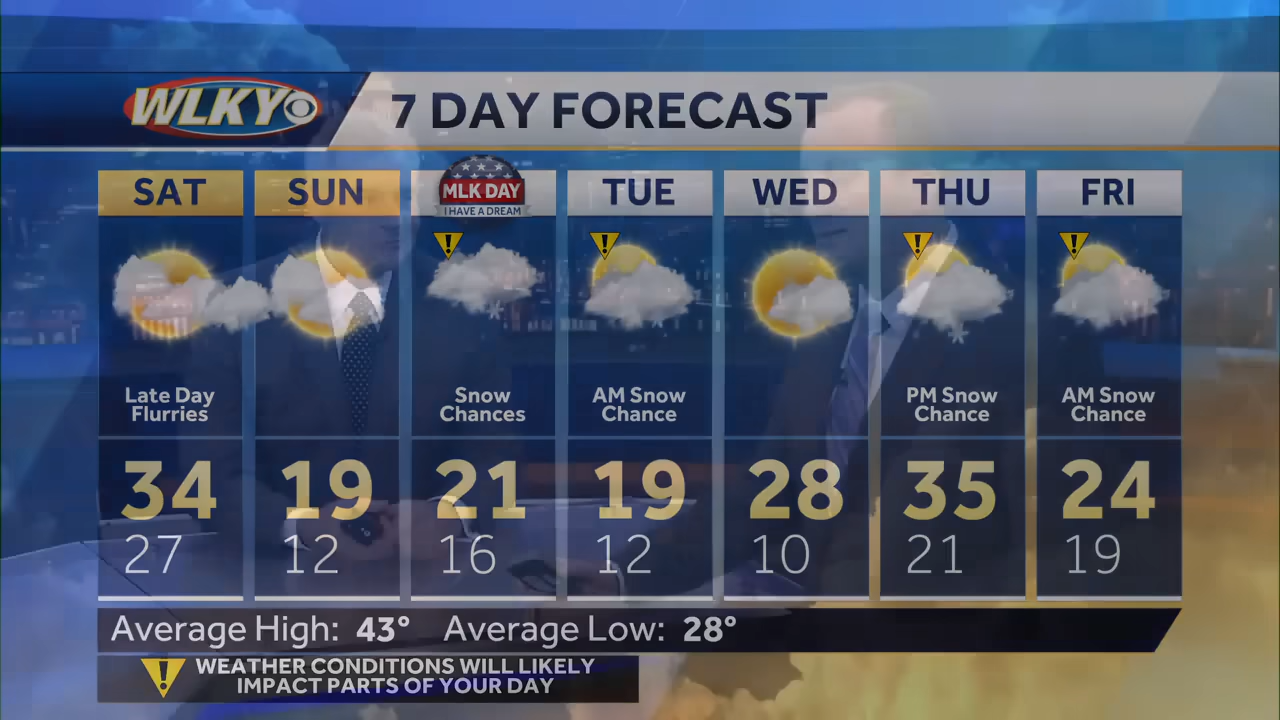 WLKY
7 DAY FORECAST
SAT
SUN
MLK DAY
I HAVE A DREAM
TUE
WED
THU
FRI
Late Day
Flurries
Snow
Chances
AM Snow
Chance
PM Snow
Chance
AM Snow
Chance
34 19 21 19 28 35 24
27 12 16 12 10 21 19
Average High: 43° Average Low: 28°
! WEATHER CONDITIONS WILL LIKELY
IMPACT PARTS OF YOUR DAY